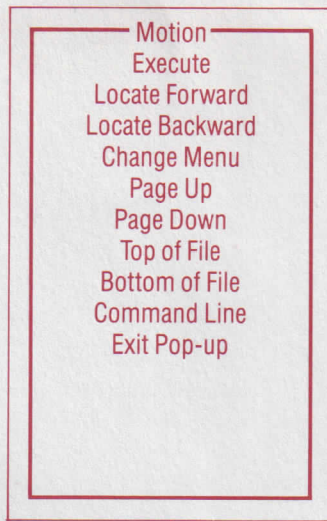 Motion
Execute
Locate Forward
Locate Backward
Change Menu
Page Up
Page Down
Top of File
Bottom of File
Command Line
Exit Pop-up